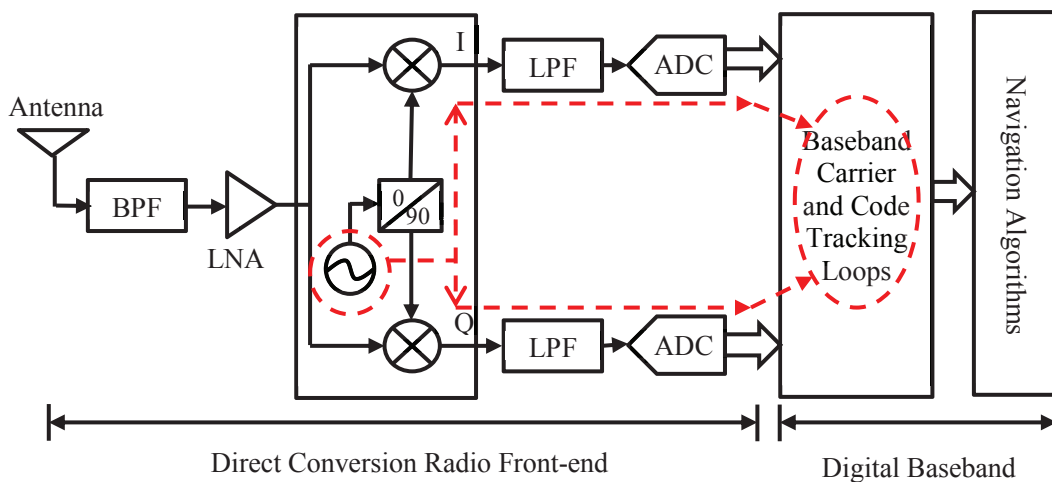 Antenna
BPF
LNA
I
0
90
Q
LPF
ADC
LPF
ADC
Baseband
Carrier
and Code
Tracking
Loops
Navigation Algorithms
Direct Conversion Radio Front-end
Digital Baseband